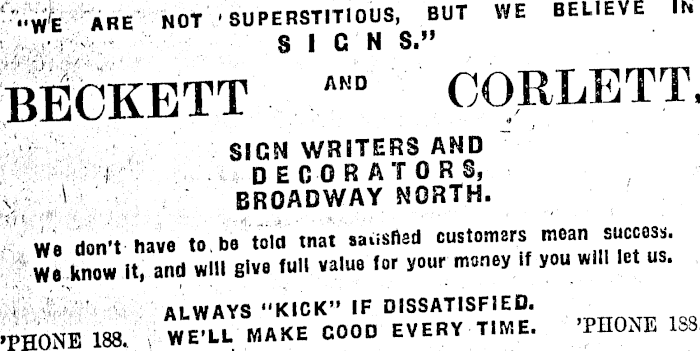 "WE ARE NOT SUPERSTITIOUS, BUT WE BELIEVE IN
SIGNS."
BECKETT AND CORLETT,
SIGN WRITERS AND
DECORATORS,
BROADWAY NORTH.
We don't have to be told tnat satisfied customers mean success.
We know it, and will give full value for your money if you will let us.
ALWAYS "KICK" IF DISSATISFIED.
'PHONE 188. WE'LL MAKE GOOD EVERY TIME. 'PHONE 188